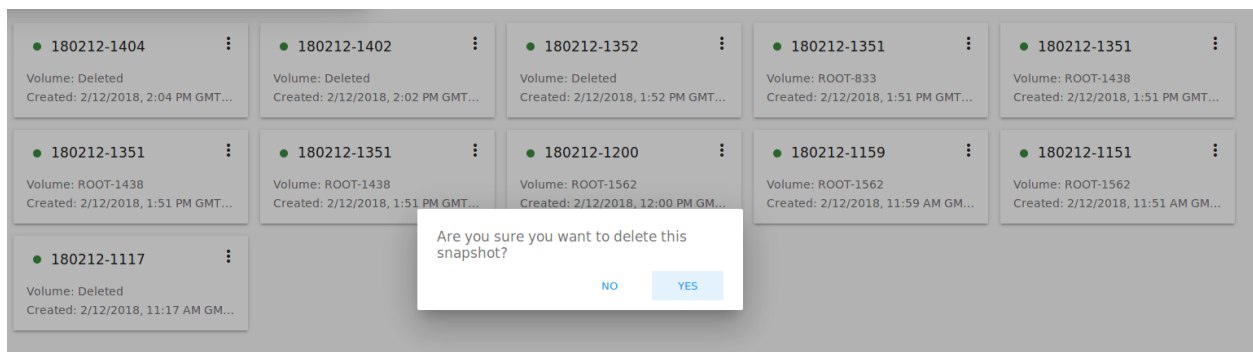 180212-1404
Volume: Deleted
Created: 2/12/2018, 2:04 PM GMT...
180212-1402
Volume: Deleted
Created: 2/12/2018, 2:02 PM GMT...
180212-1352
Volume: Deleted
Created: 2/12/2018, 1:52 PM GMT...
180212-1351
Volume: ROOT-833
Created: 2/12/2018, 1:51 PM GMT...
180212-1351
Volume: ROOT-1438
Created: 2/12/2018, 1:51 PM GMT...
180212-1351
Volume: ROOT-1438
Created: 2/12/2018, 1:51 PM GMT...
180212-1351
Volume: ROOT-1438
Created: 2/12/2018, 1:51 PM GMT...
180212-1200
Volume: ROOT-1562
Created: 2/12/2018, 12:00 PM GM...
180212-1159
Volume: ROOT-1562
Created: 2/12/2018, 11:59 AM GM...
180212-1151
Volume: ROOT-1562
Created: 2/12/2018, 11:51 AM GM...
180212-1117
Volume: Deleted
Created: 2/12/2018, 11:17 AM GM...
Are you sure you want to delete this
snapshot?
NO YES